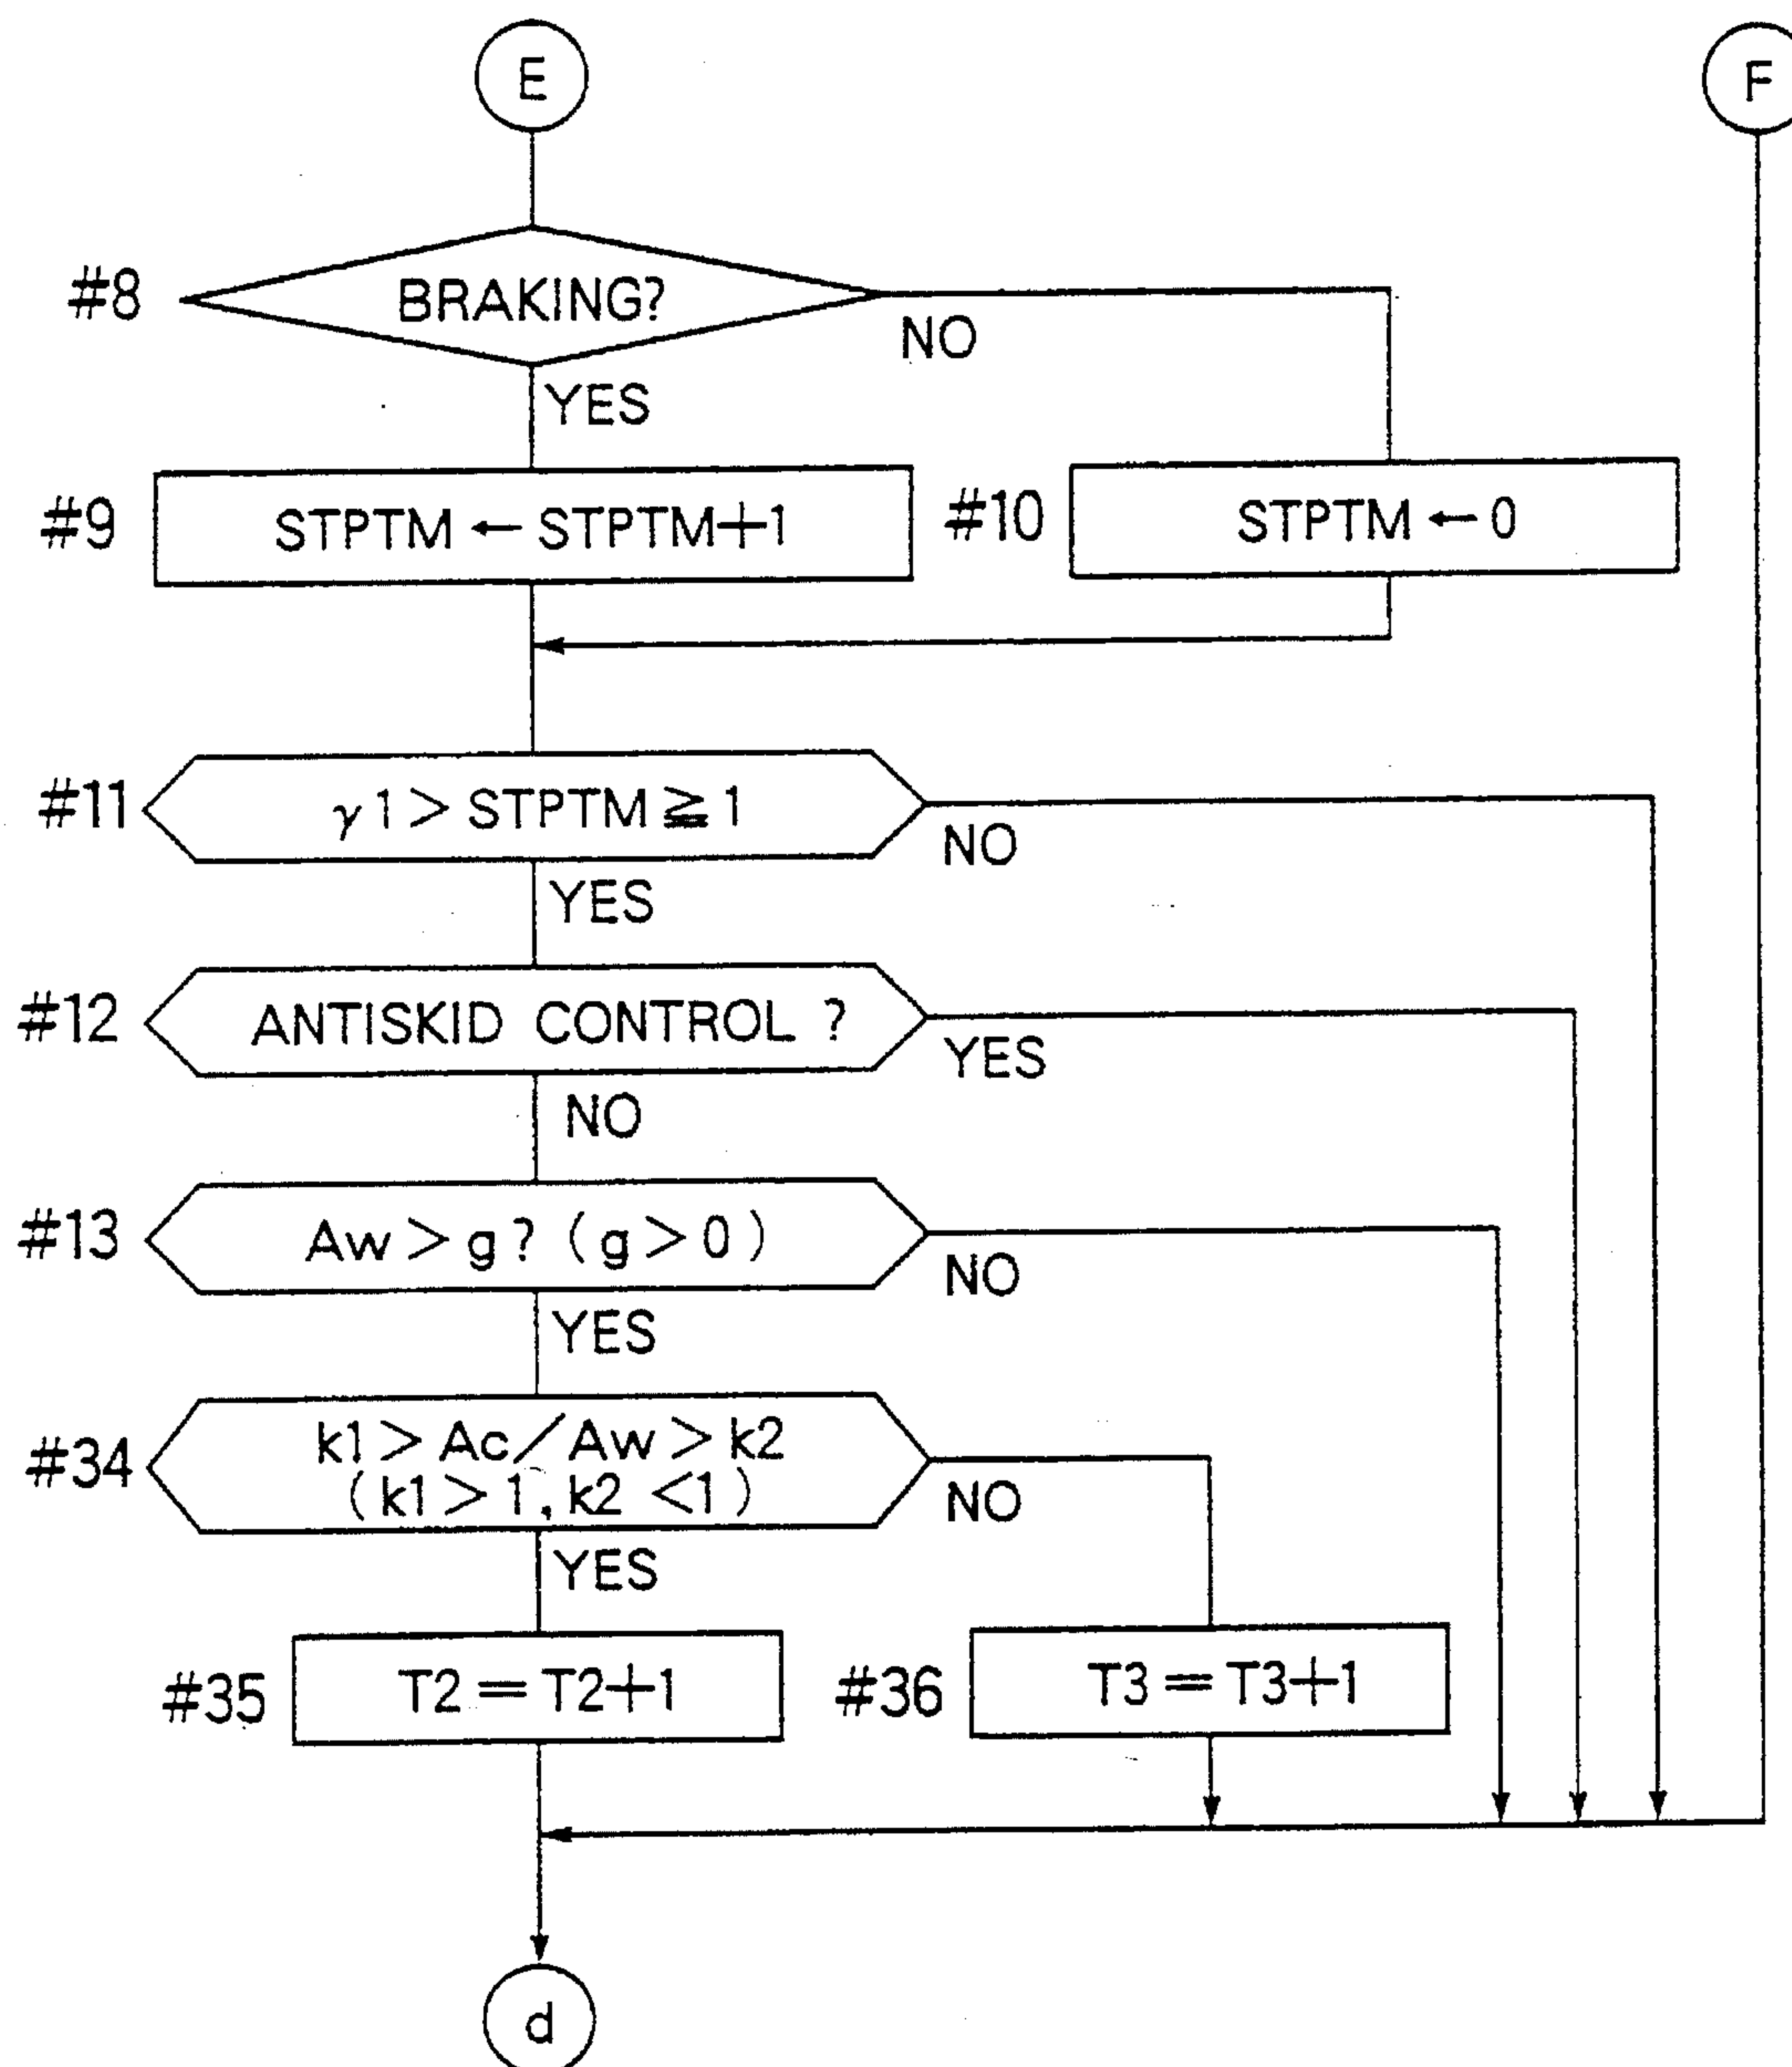 E
F
#8
BRAKING?
NO
YES
#9
STPTM ← STPTM+1
#10
STPTM ← 0
#11
γ1 > STPTM ≧ 1
NO
YES
#12
ANTISKID CONTROL ?
YES
NO
#13
Aw > g ? ( g > 0 )
NO
YES
#34
k1 > Ac / Aw > k2
( k1 > 1, k2 < 1 )
NO
YES
#35
T2 = T2+1
#36
T3 = T3+1
d